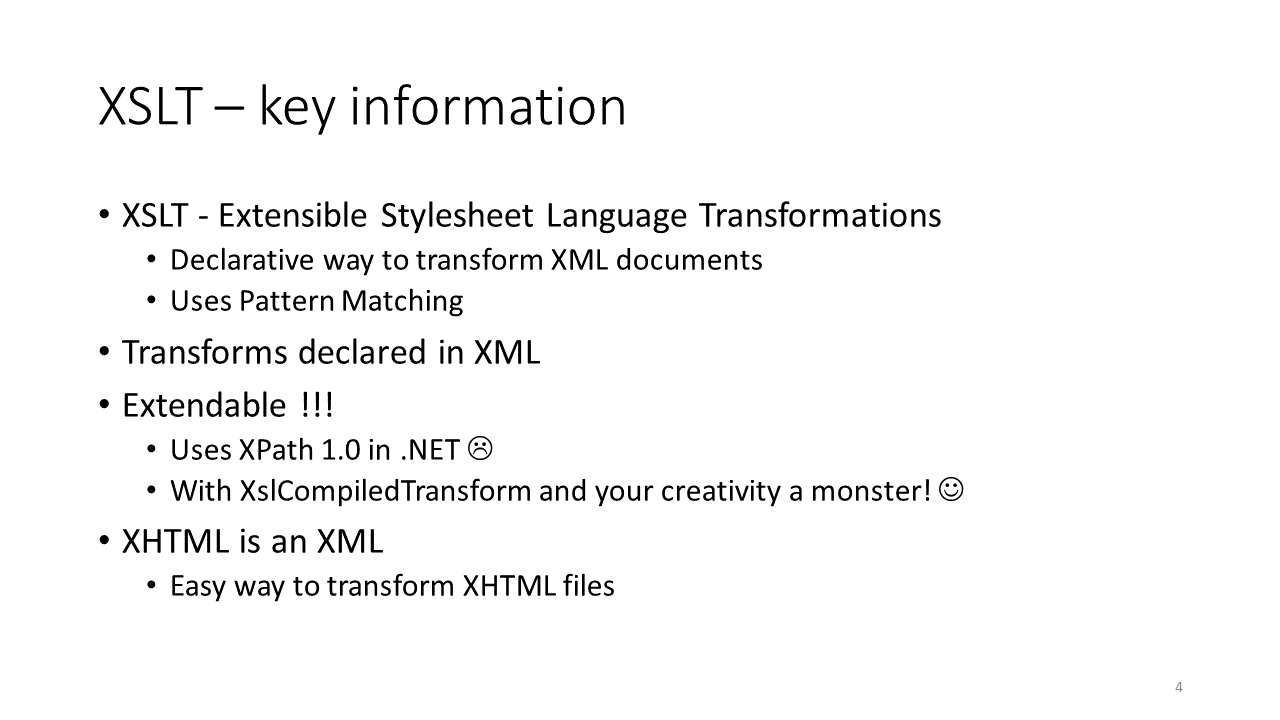 XSLT – key information
• XSLT - Extensible Stylesheet Language Transformations
• Declarative way to transform XML documents
• Uses Pattern Matching
• Transforms declared in XML
• Extendable !!!
• Uses XPath 1.0 in .NET ☹
• With XslCompiledTransform and your creativity a monster! ☺
• XHTML is an XML
• Easy way to transform XHTML files
4